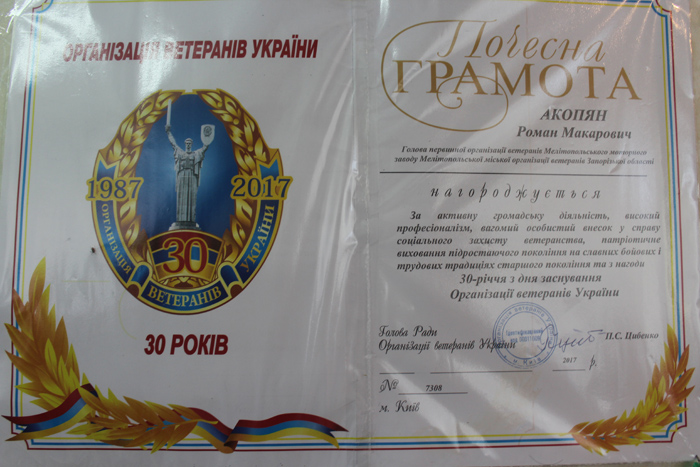 ОРГАНІЗАЦІЯ ВЕТЕРАНІВ УКРАЇНИ
1987 2017
30
ОРГАНІЗАЦІЯ
ВЕТЕРАНІВ
УКРАЇНИ
30 РОКІВ
Почесна
ГРАМОТА
АКОПЯН
Роман Макарович
Голова первинної організації ветеранів Мелітопольського моторного
заводу Мелітопольської міської організації ветеранів Запорізької області
нагороджується
За активну громадську діяльність, високий
професіоналізм, вагомий особистий внесок у справу
соціального захисту ветеранства, патріотичне
виховання підростаючого покоління на славних бойових і
трудових традиціях старшого покоління та з нагоди
30-річчя з дня заснування
Організації ветеранів України
Голова Ради
Організації ветеранів України П.С. Цибенко
2017 р.
№ 7308
м. Київ